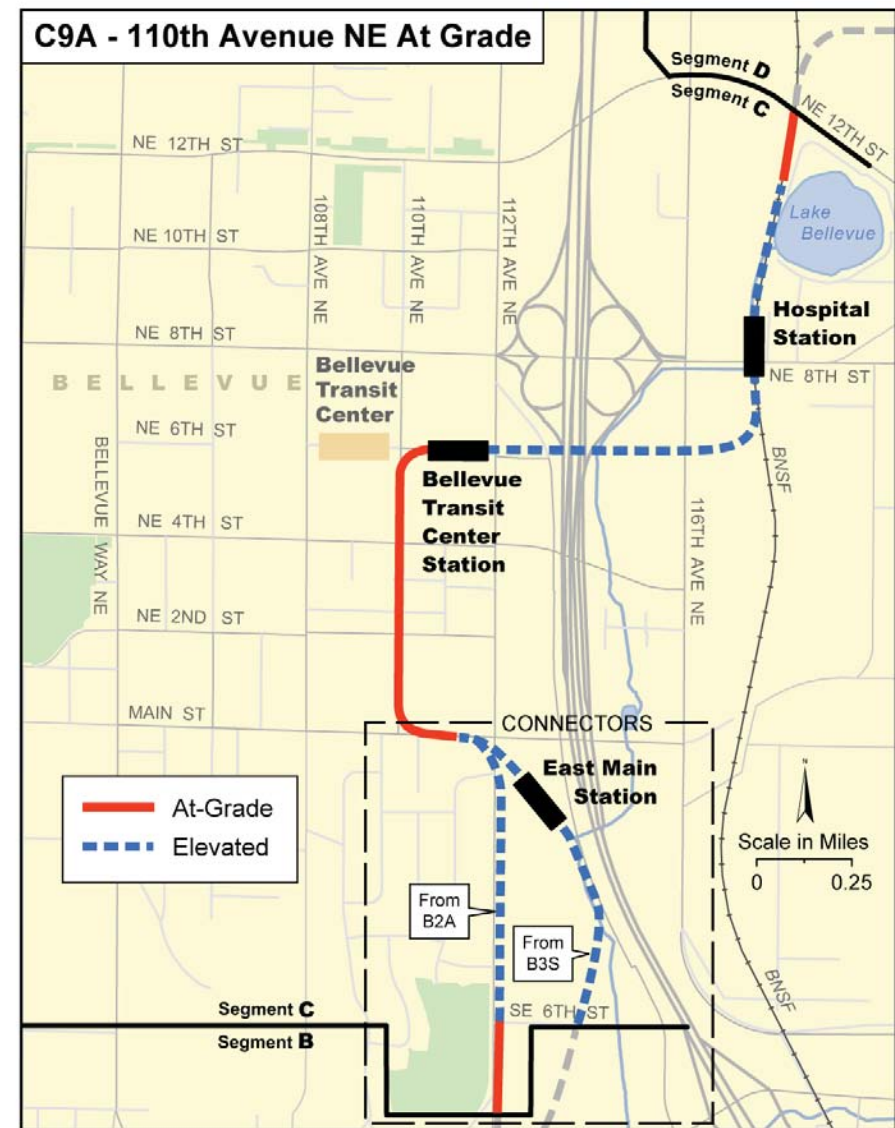 C9A - 110th Avenue NE At Grade
Segment D
Segment C
NE 12TH ST
NE 12TH ST
Lake
Bellevue
108TH AVE NE
110TH AVE NE
112TH AVE NE
NE 10TH ST
Hospital
Station
NE 8TH ST
NE 8TH ST
BELLEVUE
Bellevue
Transit
Center
NE 6TH ST
BELLEVUE WAY NE
Bellevue
Transit
Center
Station
BNSF
116TH AVE NE
NE 4TH ST
NE 2ND ST
MAIN ST
CONNECTORS
East Main
Station
At-Grade
Elevated
N
Scale in Miles
0 0.25
From
B2A
From
B3S
BNSF
SE 6TH ST
Segment C
Segment B